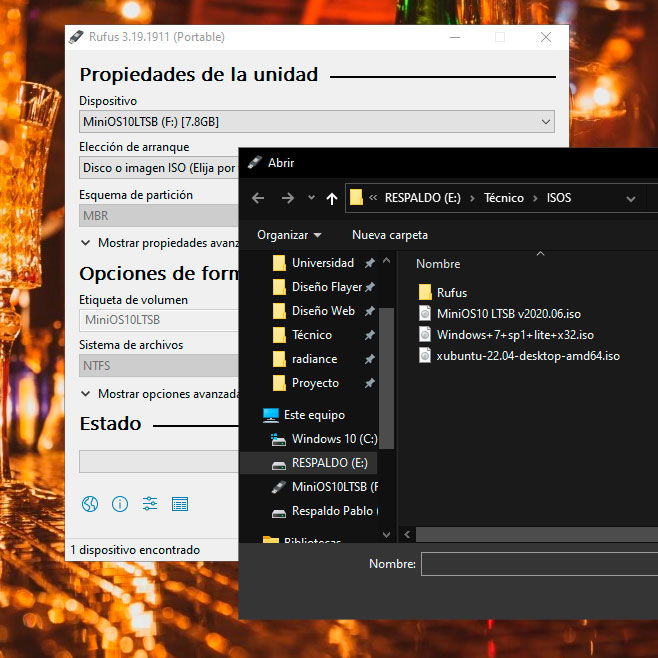 Rufus 3.19.1911 (Portable)
Propiedades de la unidad
Dispositivo
MiniOS10LTSB (F:) [7.8GB]
Elección de arranque
Disco o imagen ISO (Elija por
Esquema de partición
MBR
Mostrar propiedades avanz
Opciones de form
Etiqueta de volumen
MiniOS10LTSB
Sistema de archivos
NTFS
Mostrar opciones avanzada
Estado
1 dispositivo encontrado
Abrir
« RESPALDO (E:) > Técnico > ISOS
Organizar Nueva carpeta
Universidad
Diseño Flayer
Diseño Web
Técnico
radiance
Proyecto
Este equipo
Windows 10 (C:)
RESPALDO (E:)
MiniOS10LTSB (F
Respaldo Pablo (
Bibliotecas
Nombre
Rufus
MiniOS10 LTSB v2020.06.iso
Windows+7+sp1+lite+x32.iso
xubuntu-22.04-desktop-amd64.iso
Nombre: